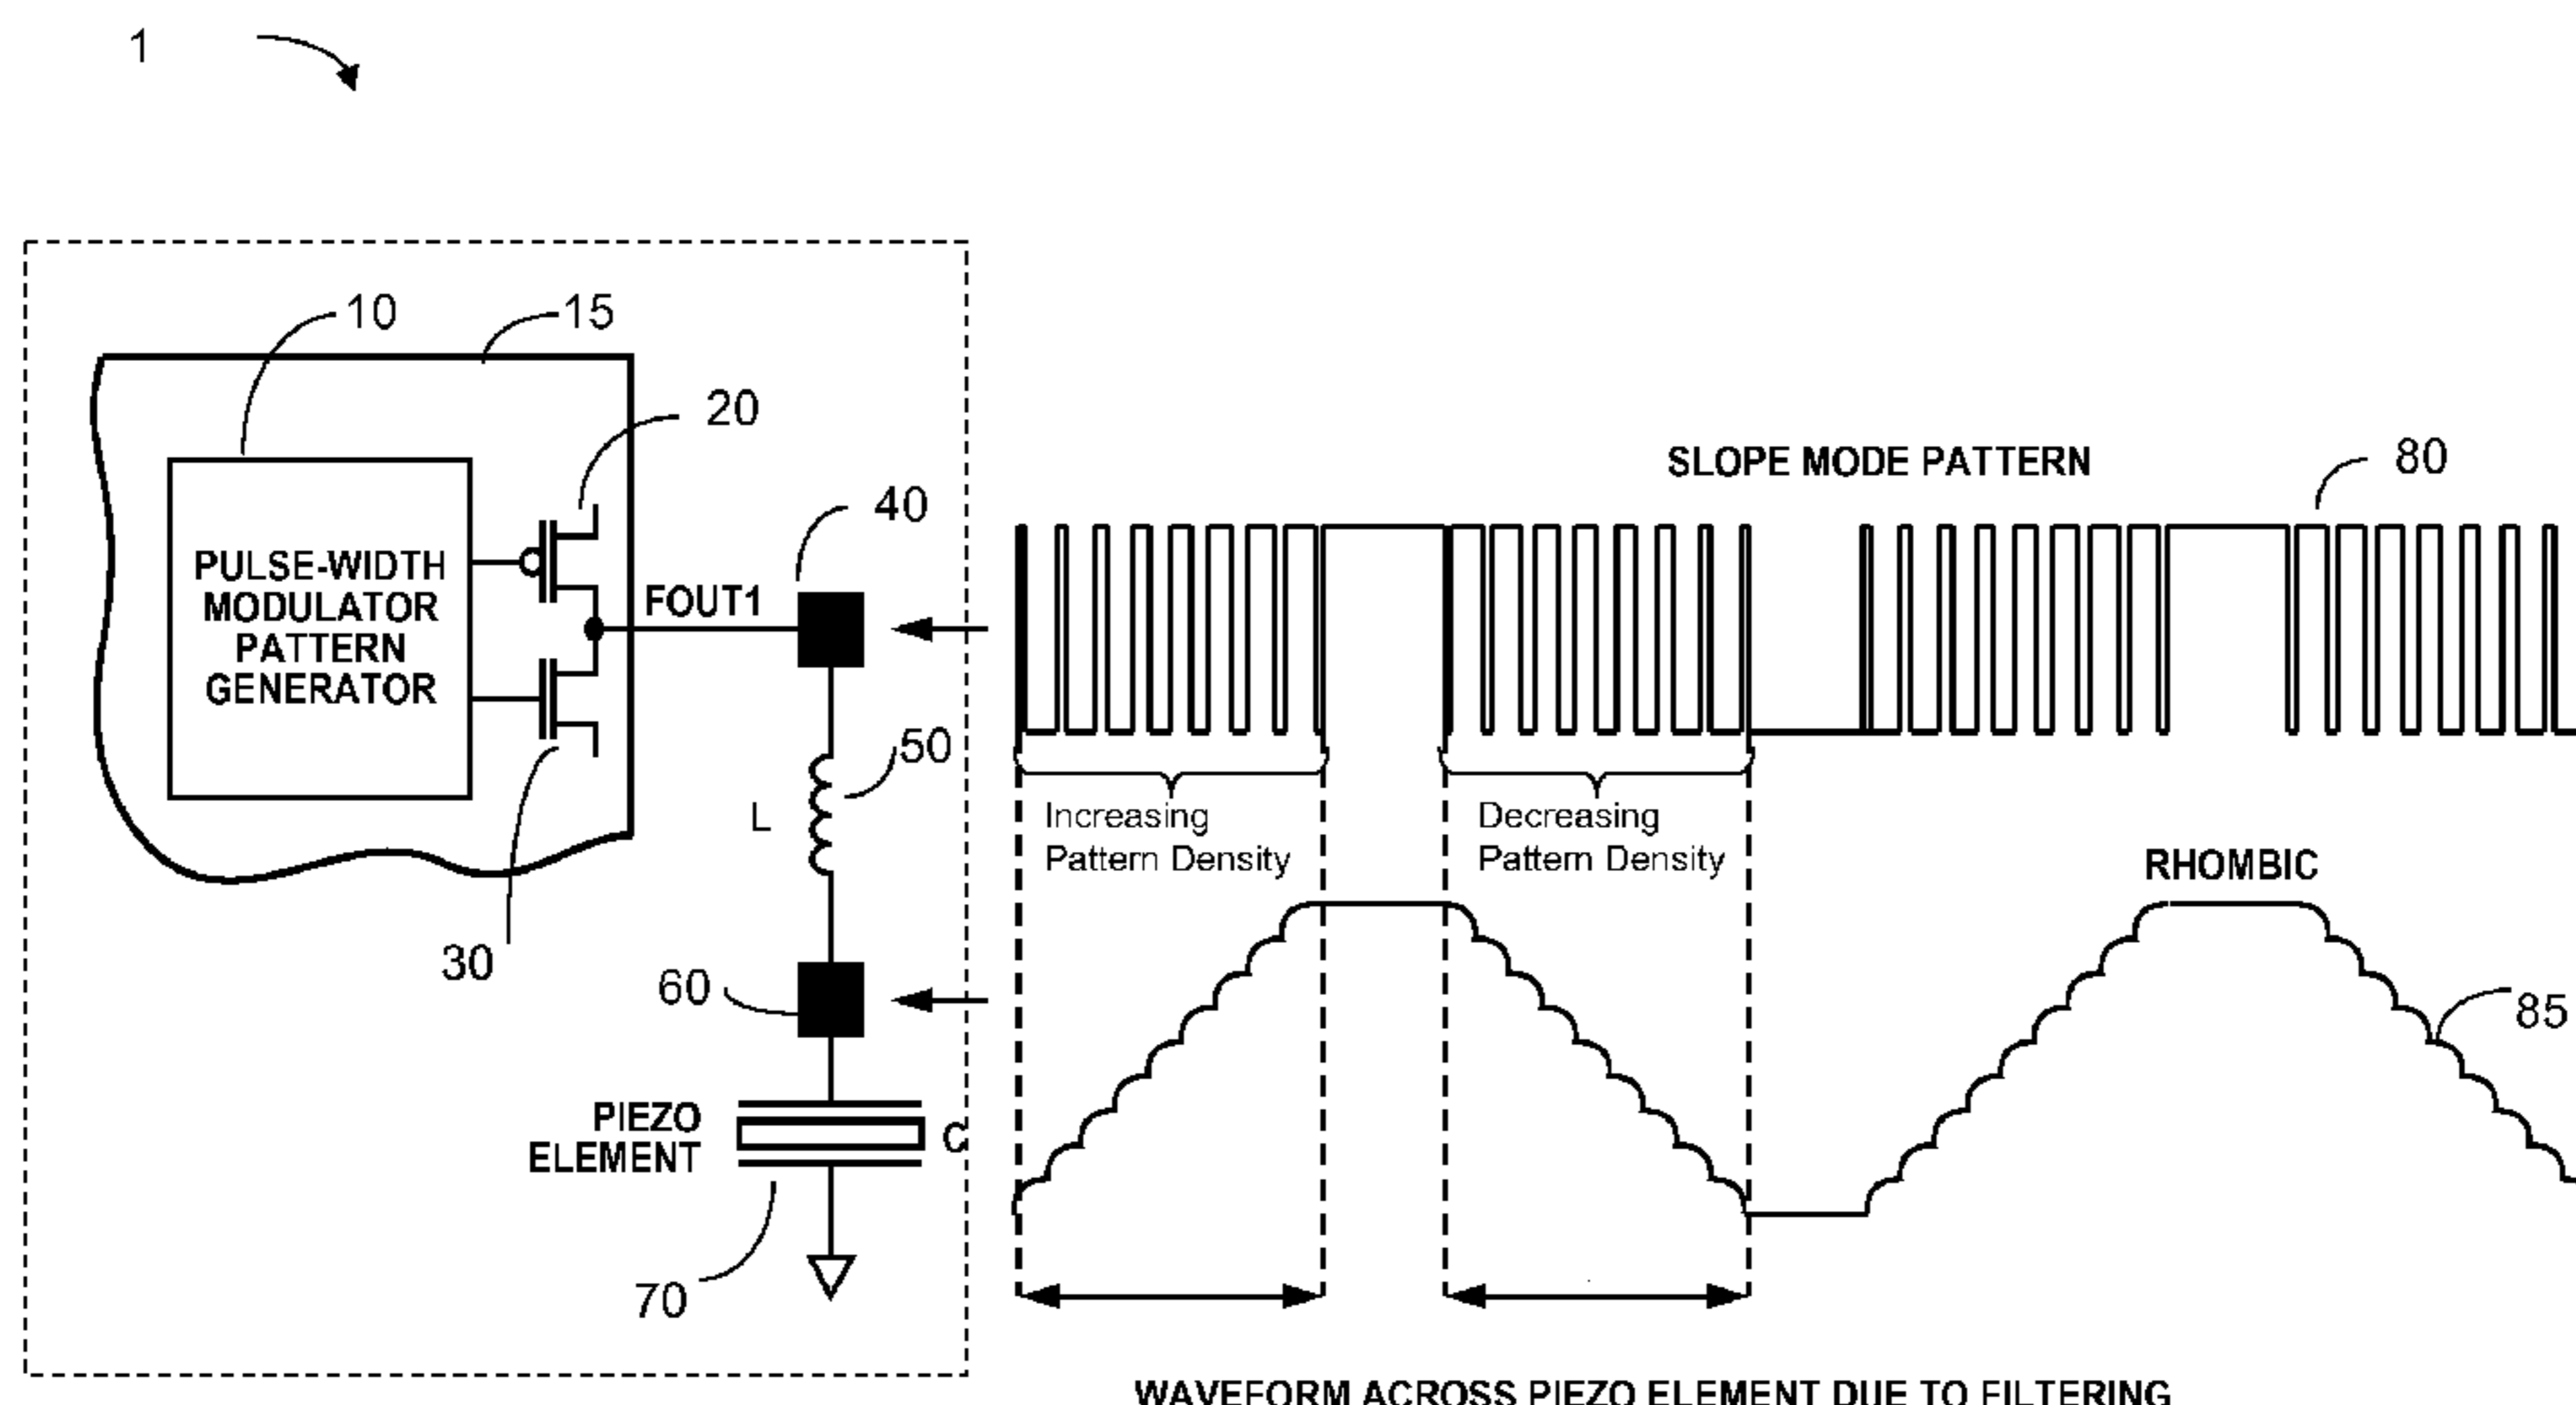 1
10
15
20
40
PULSE-WIDTH
MODULATOR
PATTERN
GENERATOR
FOUT1
30
L
50
60
PIEZO
ELEMENT
C
70
SLOPE MODE PATTERN
80
Increasing
Pattern Density
Decreasing
Pattern Density
RHOMBIC
85
WAVEFORM ACROSS PIEZO ELEMENT DUE TO FILTERING